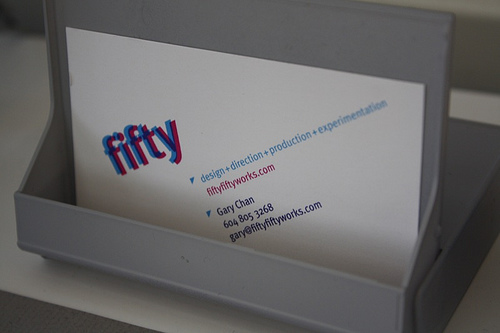 fifty
design+direction+production+experimentation
fiftyfiftyworks.com
Gary Chan
604 805 3268
gary@fiftyfiftyworks.com